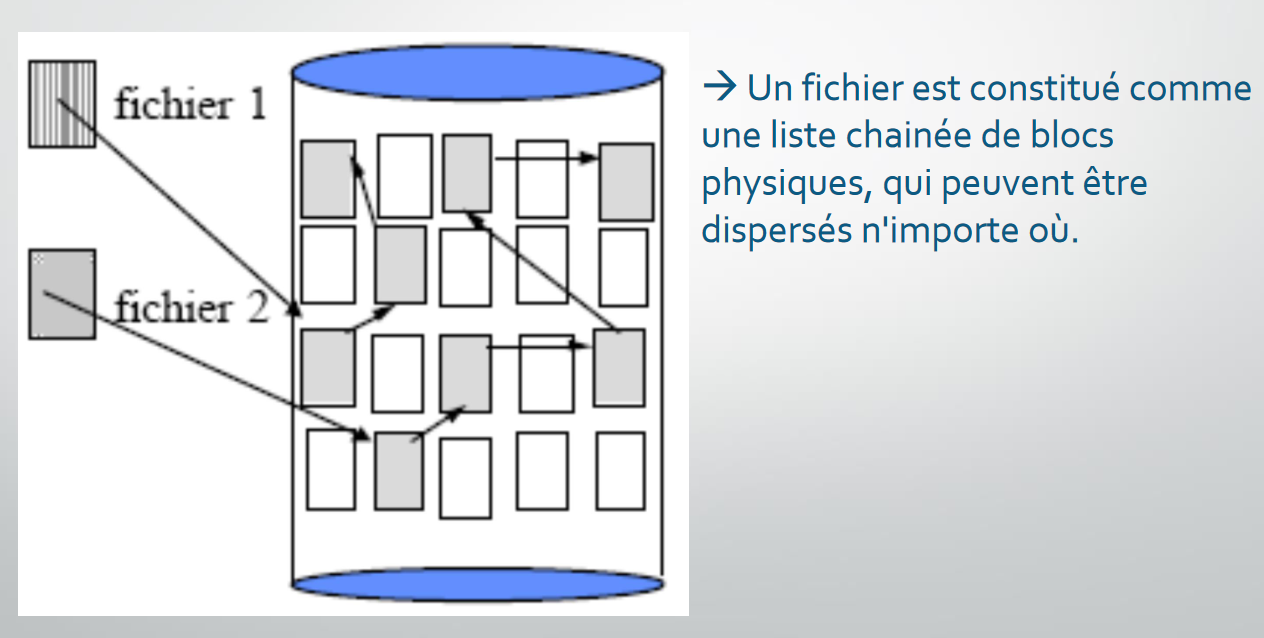 fichier 1
fichier 2
→ Un fichier est constitué comme
une liste chainée de blocs
physiques, qui peuvent être
dispersés n'importe où.